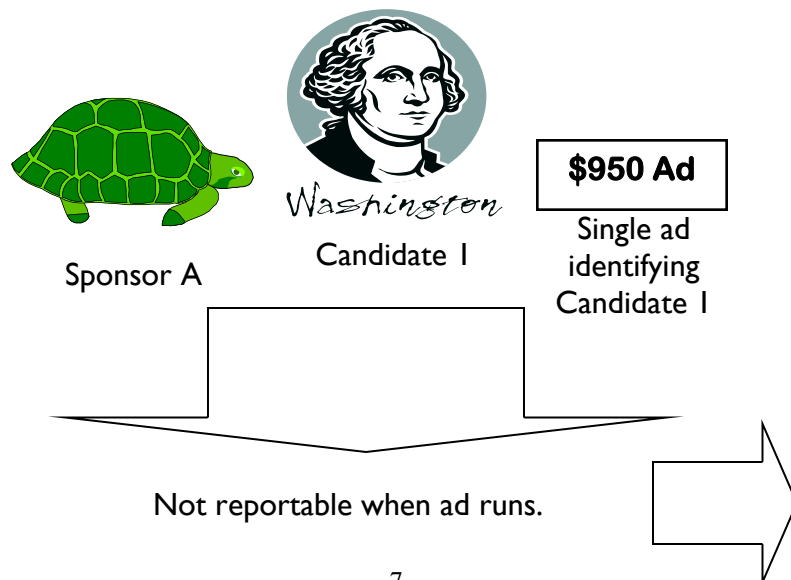 Washington
$950 Ad
Sponsor A
Candidate 1
Single ad
identifying
Candidate 1
Not reportable when ad runs.
7